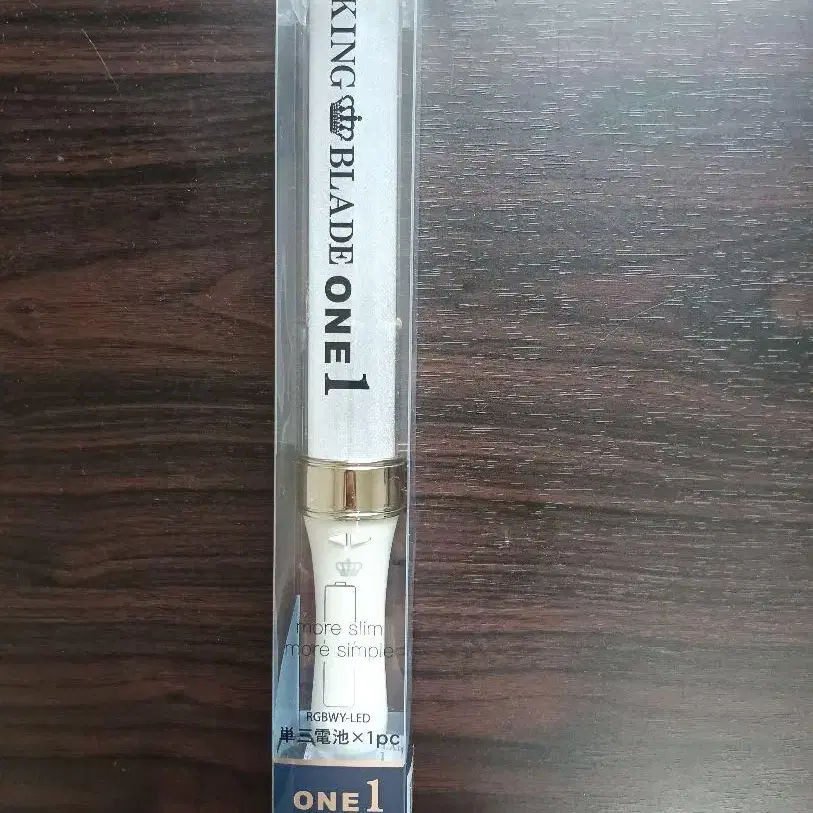 KING BLADE ONE 1
more slim
more simple
RGBWY-LED
単三電池×1pc
ONE 1